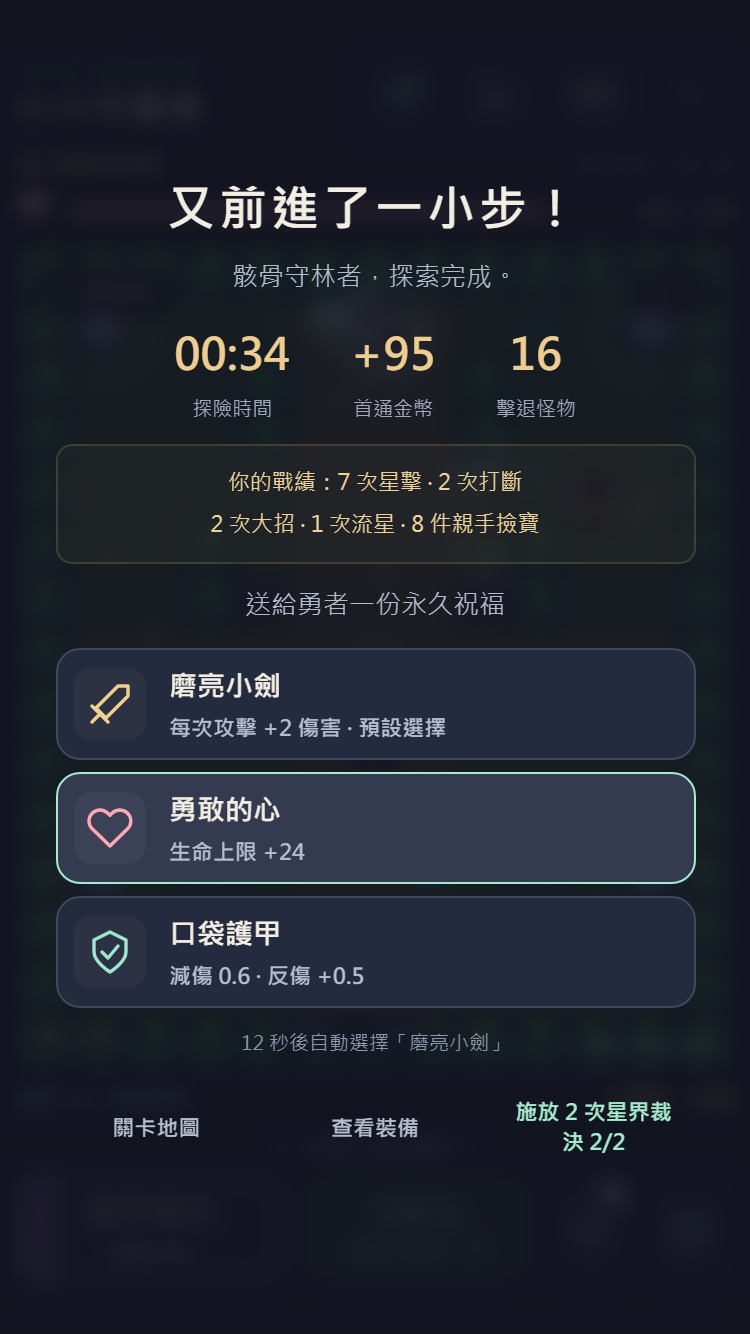 又前進了一小步！
骸骨守林者，探索完成。
00:34 +95 16
探險時間 首通金幣 擊退怪物
你的戰績：7 次星擊 · 2 次打斷
2 次大招 · 1 次流星 · 8 件親手撿寶
送給勇者一份永久祝福
磨亮小劍
每次攻擊 +2 傷害 · 預設選擇
勇敢的心
生命上限 +24
口袋護甲
減傷 0.6 · 反傷 +0.5
12 秒後自動選擇「磨亮小劍」
關卡地圖 查看裝備 施放 2 次星界裁
決 2/2